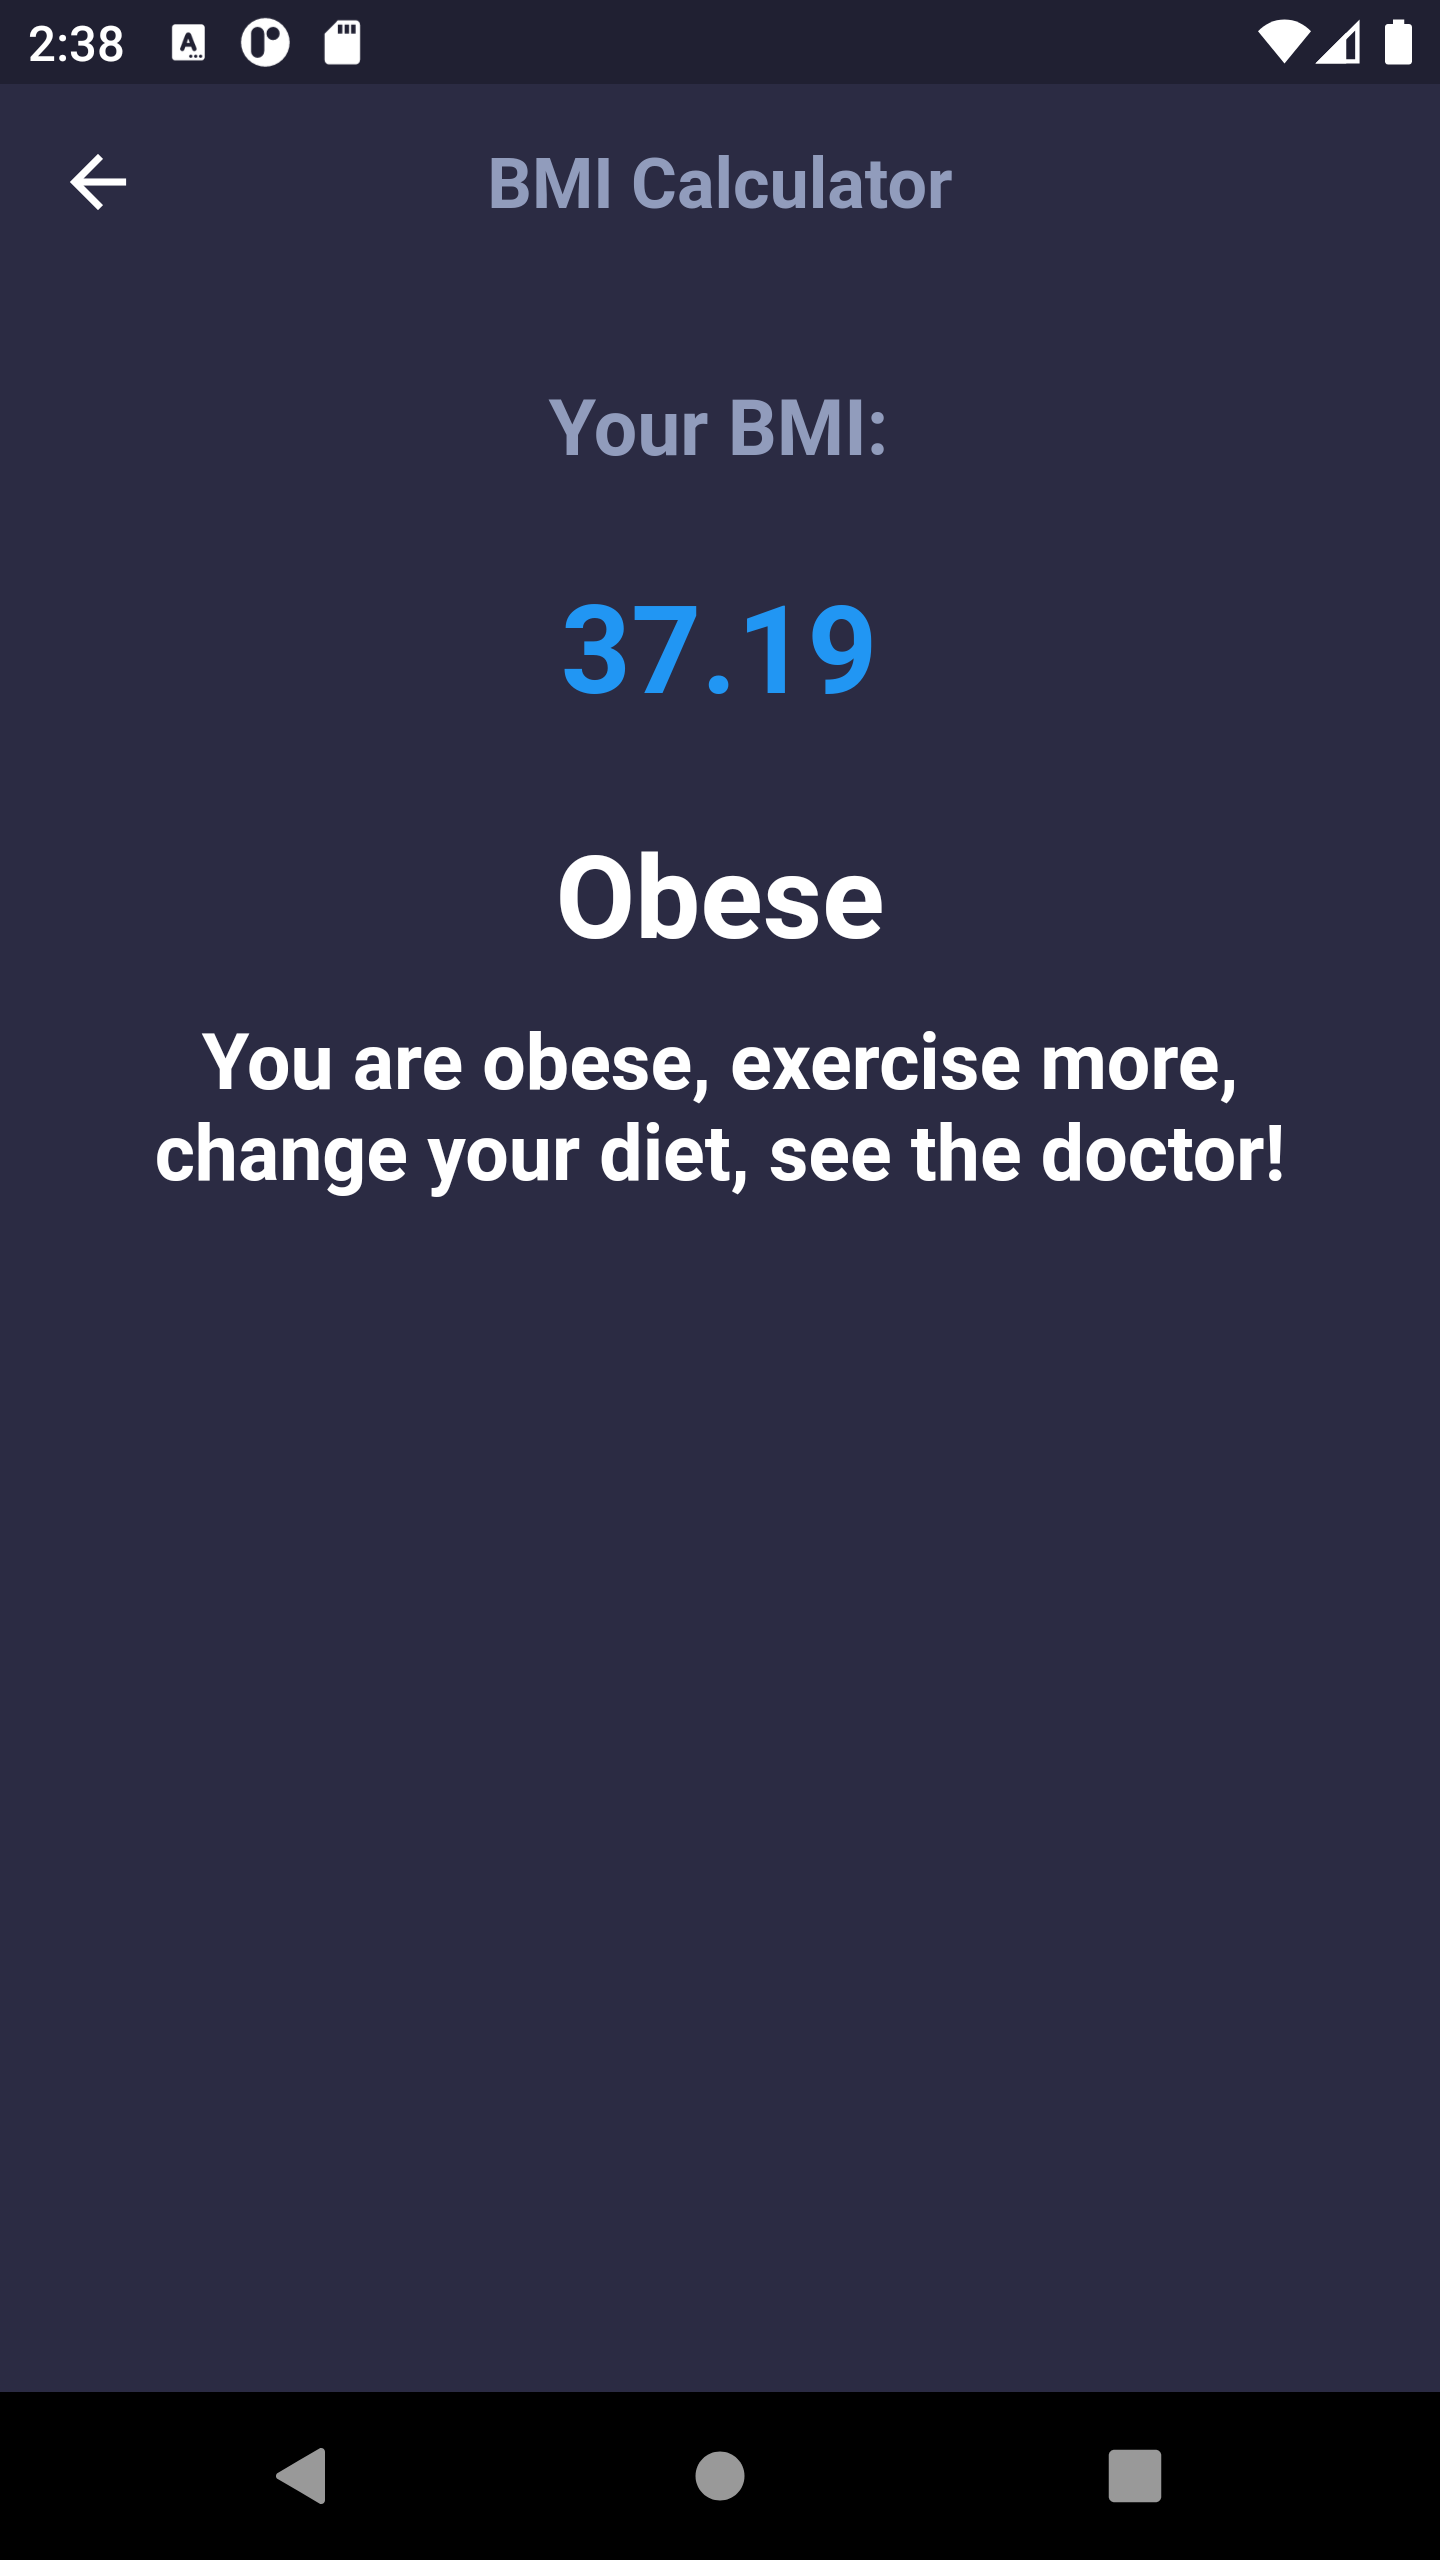 2:38
BMI Calculator
Your BMI:
37.19
Obese
You are obese, exercise more,
change your diet, see the doctor!